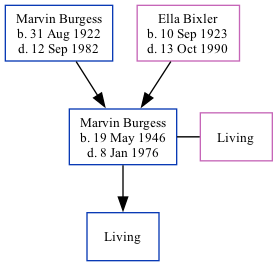 Marvin Burgess
b. 31 Aug 1922
d. 12 Sep 1982
Ella Bixler
b. 10 Sep 1923
d. 13 Oct 1990
Marvin Burgess
b. 19 May 1946
d. 8 Jan 1976
Living
Living